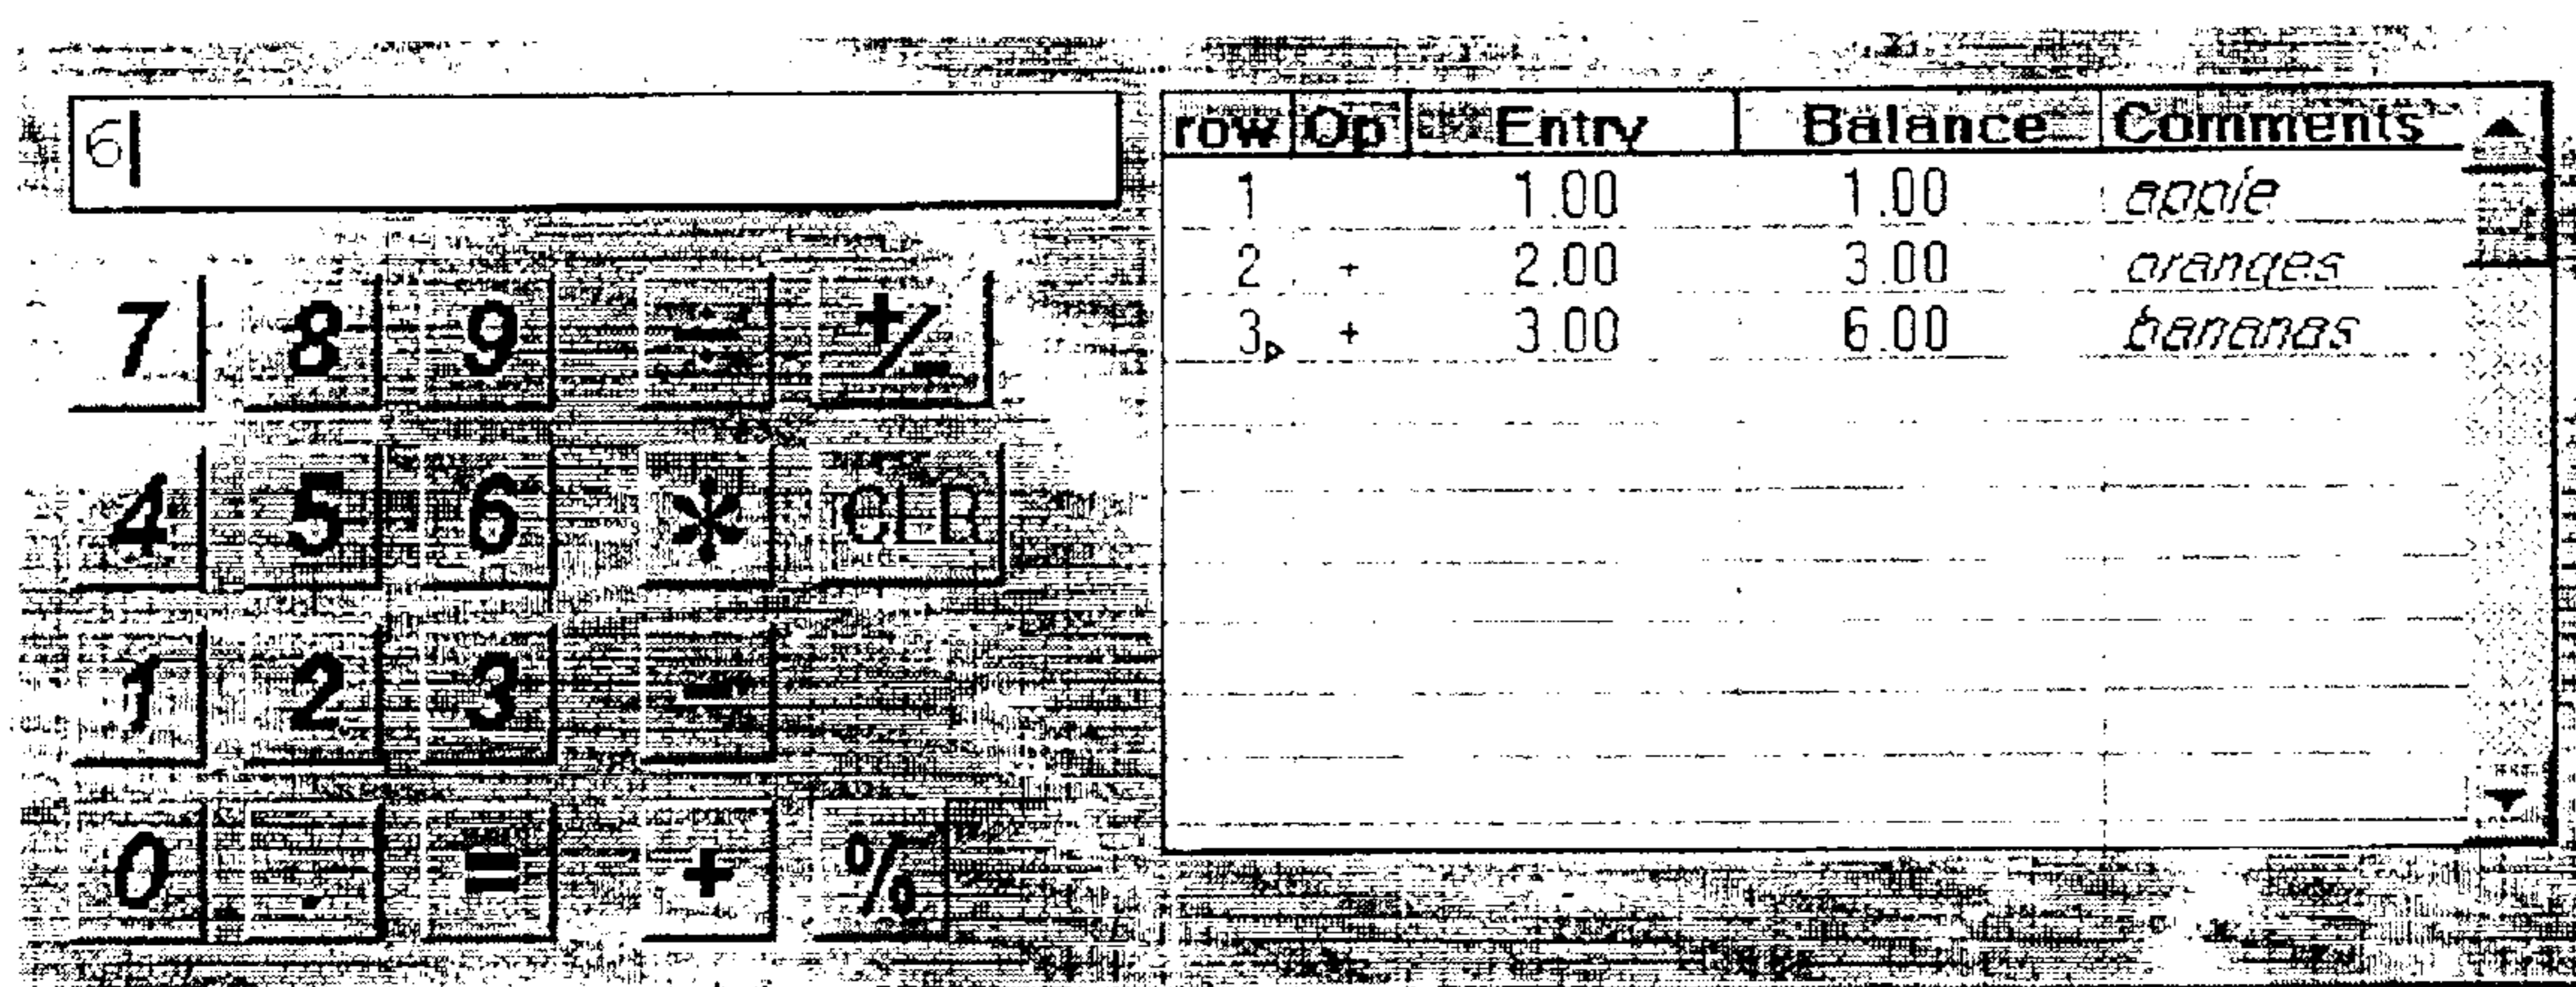 6
7 8 9 ÷ +/-
4 5 6 * CLR
1 2 3 -
0 . = + %
row Op Entry Balance Comments
1 1.00 1.00 apple
2 + 2.00 3.00 oranges
3 + 3.00 6.00 bananas